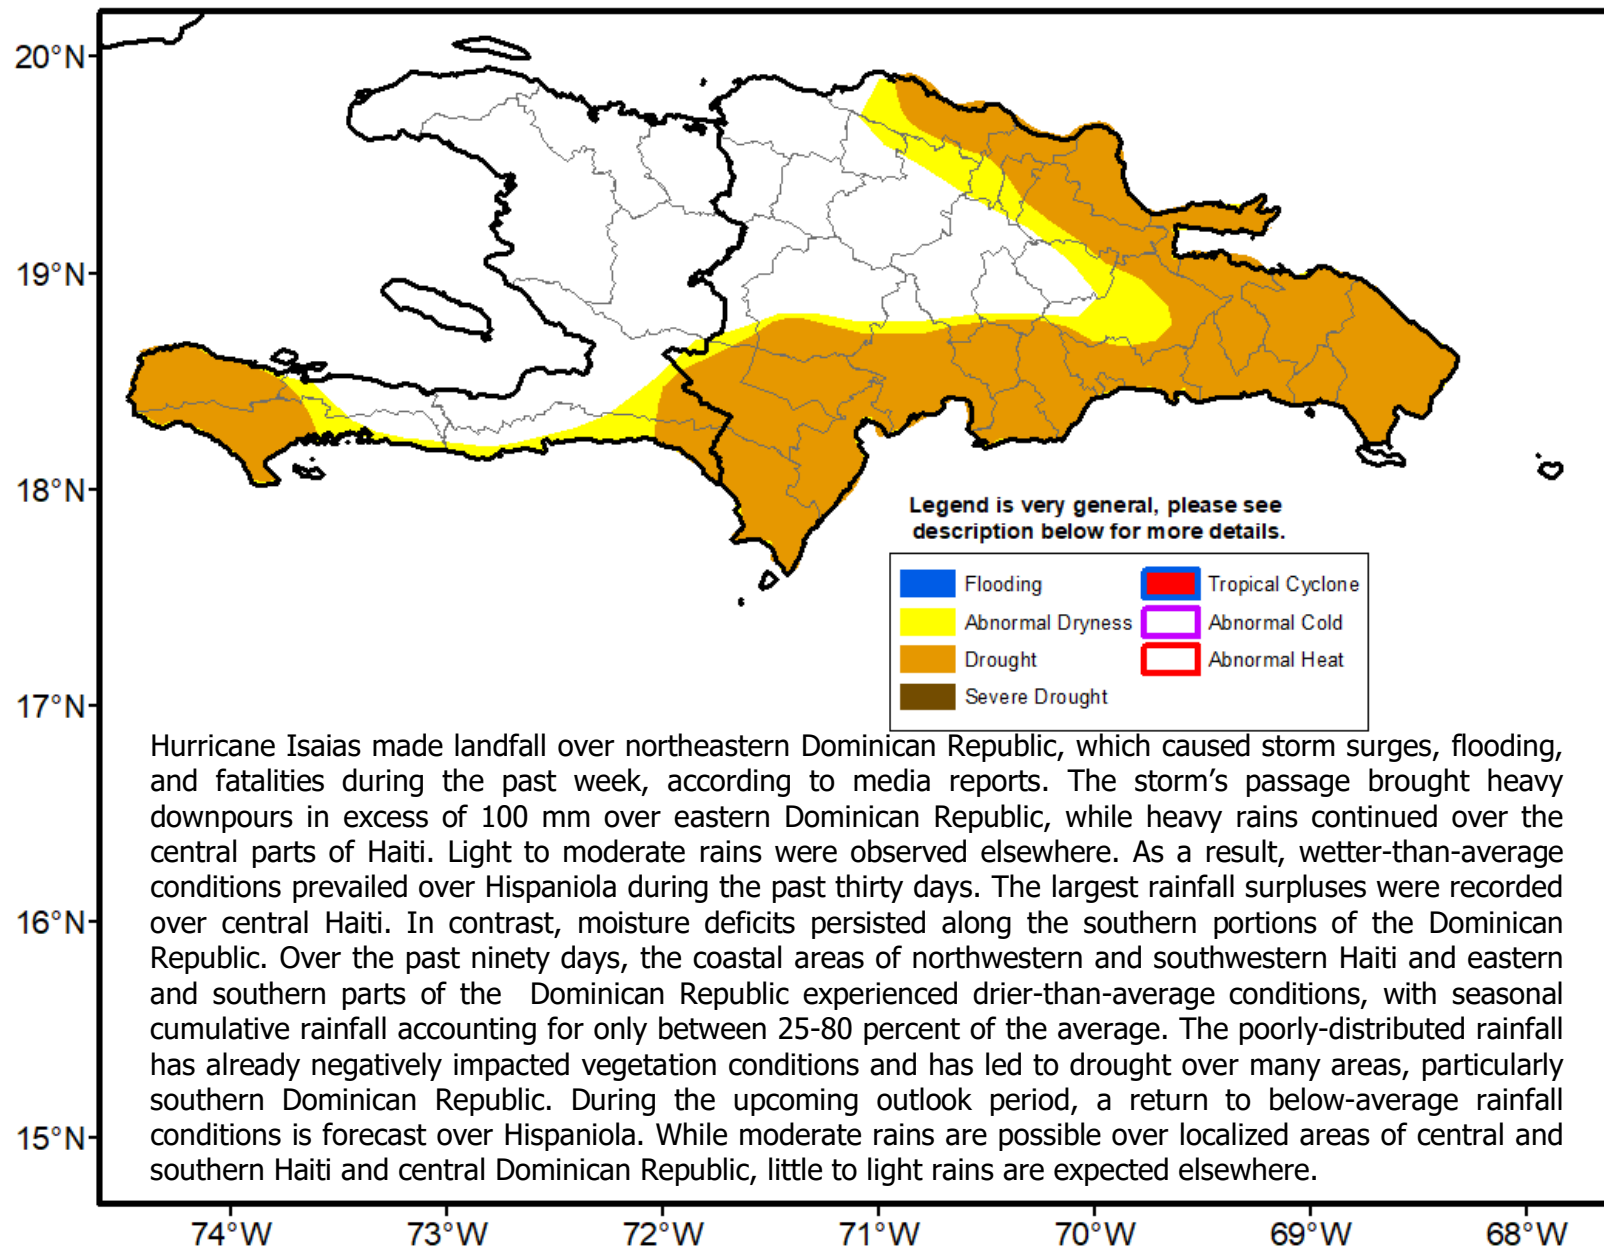 20°N
19°N
18°N
17°N
16°N
15°N
Legend is very general, please see
description below for more details.
Flooding
Tropical Cyclone
Abnormal Dryness
Abnormal Cold
Drought
Abnormal Heat
Severe Drought
Hurricane Isaias made landfall over northeastern Dominican Republic, which caused storm surges, flooding,
and fatalities during the past week, according to media reports. The storm’s passage brought heavy
downpours in excess of 100 mm over eastern Dominican Republic, while heavy rains continued over the
central parts of Haiti. Light to moderate rains were observed elsewhere. As a result, wetter-than-average
conditions prevailed over Hispaniola during the past thirty days. The largest rainfall surpluses were recorded
over central Haiti. In contrast, moisture deficits persisted along the southern portions of the Dominican
Republic. Over the past ninety days, the coastal areas of northwestern and southwestern Haiti and eastern
and southern parts of the Dominican Republic experienced drier-than-average conditions, with seasonal
cumulative rainfall accounting for only between 25-80 percent of the average. The poorly-distributed rainfall
has already negatively impacted vegetation conditions and has led to drought over many areas, particularly
southern Dominican Republic. During the upcoming outlook period, a return to below-average rainfall
conditions is forecast over Hispaniola. While moderate rains are possible over localized areas of central and
southern Haiti and central Dominican Republic, little to light rains are expected elsewhere.
74°W
73°W
72°W
71°W
70°W
69°W
68°W